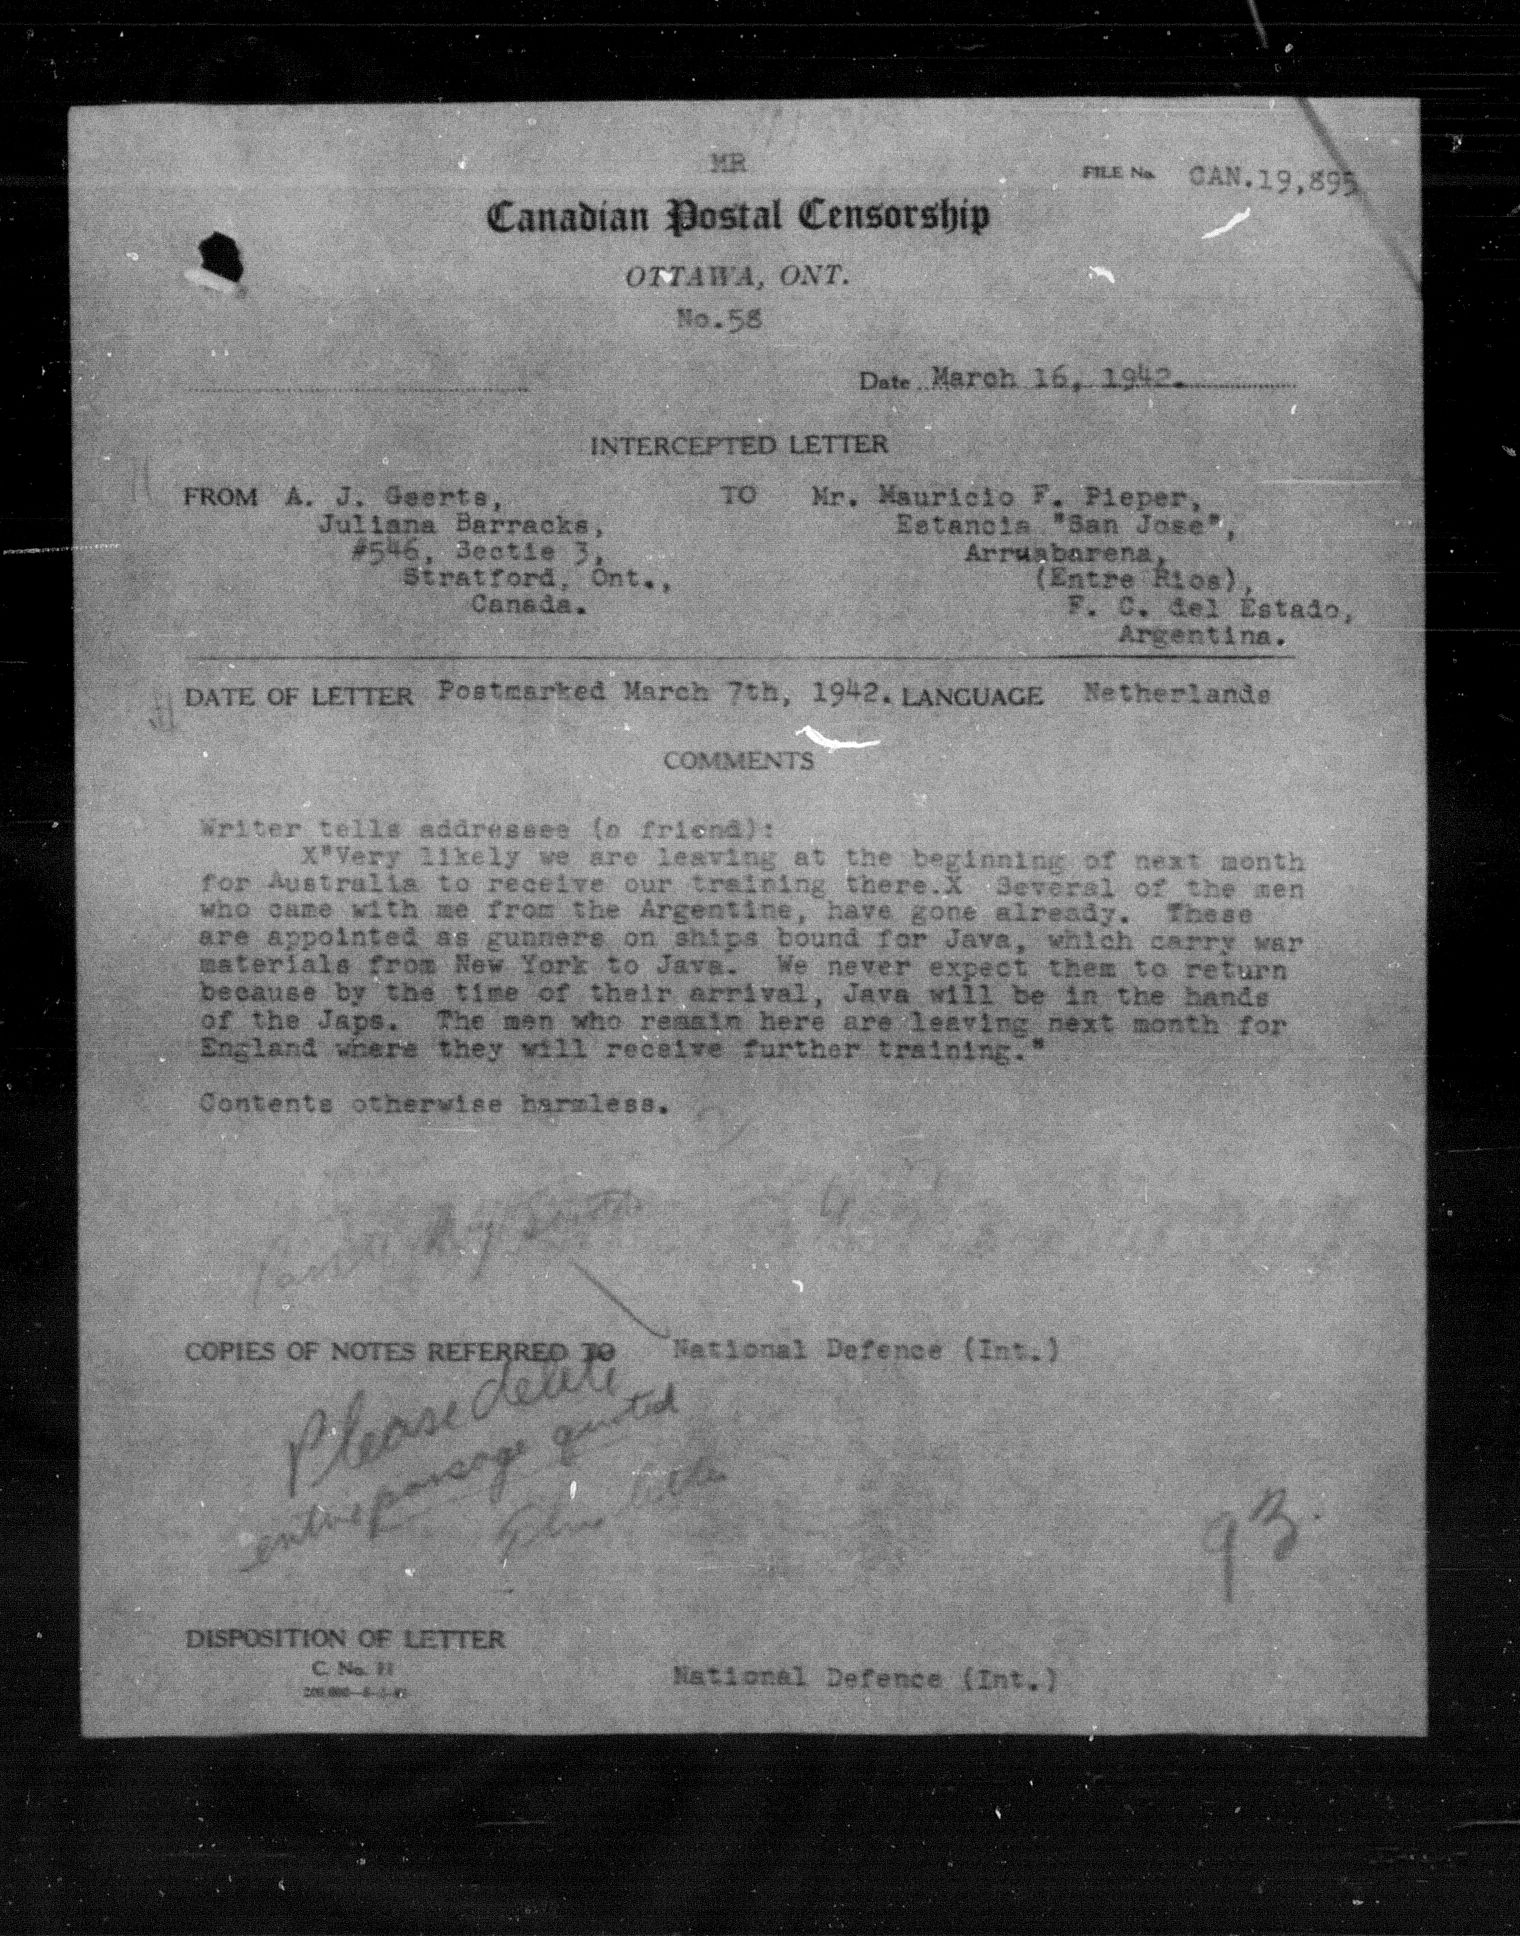 MR
FILE No. CAN.19,895
Canadian Postal Censorship
OTTAWA, ONT.
No.58
Date March 16, 1942.
INTERCEPTED LETTER
FROM A. J. Geerts, TO Mr. Mauricio F. Pieper,
Juliana Barracks, Estancia "San Jose",
#546, Sectie 3, Arruabarena,
Stratford, Ont., (Entre Rios),
Canada. F. C. del Estado,
Argentina.
DATE OF LETTER Postmarked March 7th, 1942. LANGUAGE Netherlands
COMMENTS
Writer tells addressee (a friend):
X"Very likely we are leaving at the beginning of next month
for Australia to receive our training there.X Several of the men
who came with me from the Argentine, have gone already. These
are appointed as gunners on ships bound for Java, which carry war
materials from New York to Java. We never expect them to return
because by the time of their arrival, Java will be in the hands
of the Japs. The men who remain here are leaving next month for
England where they will receive further training."
Contents otherwise harmless.
COPIES OF NOTES REFERRED TO National Defence (Int.)
Please delete
entire passage quoted
93.
DISPOSITION OF LETTER
C. No. 11
National Defence (Int.)